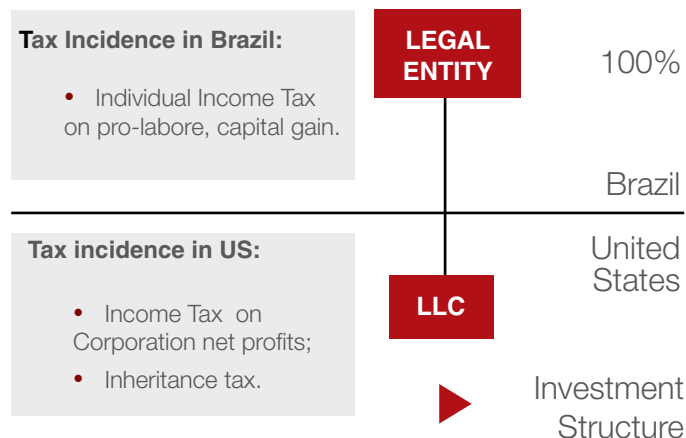 Tax Incidence in Brazil:
• Individual Income Tax
on pro-labore, capital gain.
LEGAL
ENTITY
100%
Brazil
Tax incidence in US:
• Income Tax on
Corporation net profits;
• Inheritance tax.
LLC
United
States
Investment
Structure